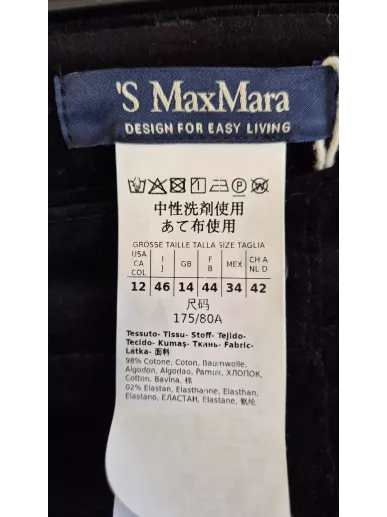 'S MaxMara
DESIGN FOR EASY LIVING
中性洗剤使用
あて布使用
GROSSE TAILLE TALLA SIZE TAGLIA
USA CA COL I J GB F B MEX CH A NL D
12 46 14 44 34 42
尺码
175/80A
Tessuto- Tissu- Stoff- Tejido-
Tecido- Kumaş- Ткань- Fabric-
Látka- 面料
98% Cotone, Coton, Baumwolle,
Algodon, Algodao, Pamuk, ХЛОПОК,
Cotton, Bavlna, 棉
02% Elastan, Elasthanne, Elasthan,
Elastano, ЕЛАСТАН, Elastane, 氨纶